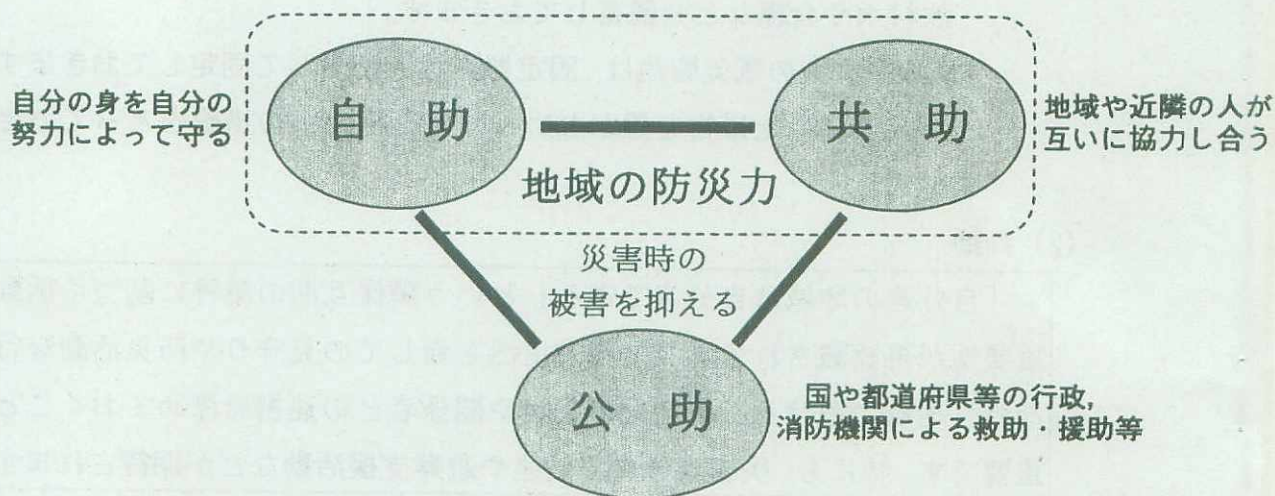 自分の身を自分の
努力によって守る
自 助
共 助
地域や近隣の人が
互いに協力し合う
地域の防災力
災害時の
被害を抑える
公 助
国や都道府県等の行政,
消防機関による救助・援助等